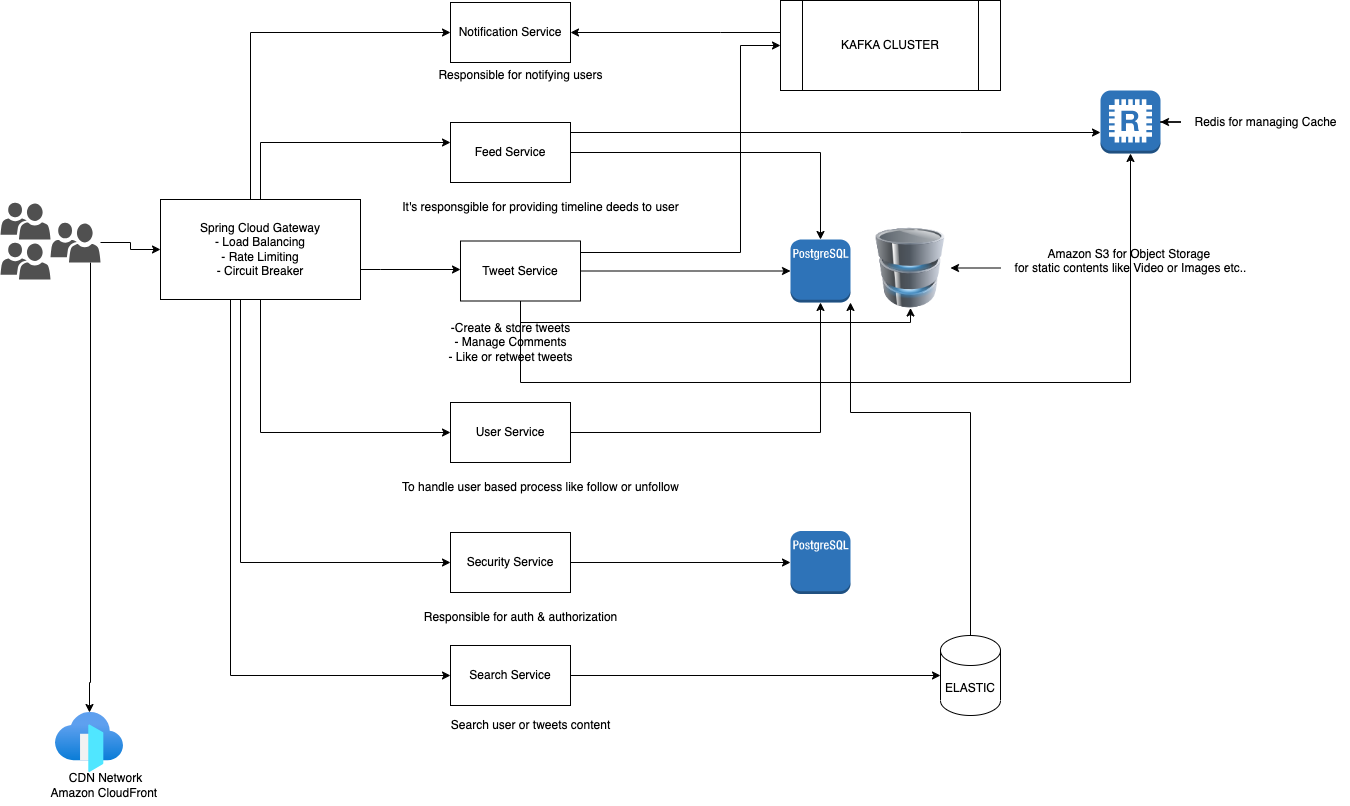 Notification Service
KAFKA CLUSTER
Responsible for notifying users
R
Redis for managing Cache
Feed Service
It's responsgible for providing timeline deeds to user
Spring Cloud Gateway
- Load Balancing
- Rate Limiting
- Circuit Breaker
Tweet Service
PostgreSQL
Amazon S3 for Object Storage
for static contents like Video or Images etc..
-Create & store tweets
- Manage Comments
- Like or retweet tweets
User Service
To handle user based process like follow or unfollow
Security Service
PostgreSQL
Responsible for auth & authorization
Search Service
ELASTIC
Search user or tweets content
CDN Network
Amazon CloudFront